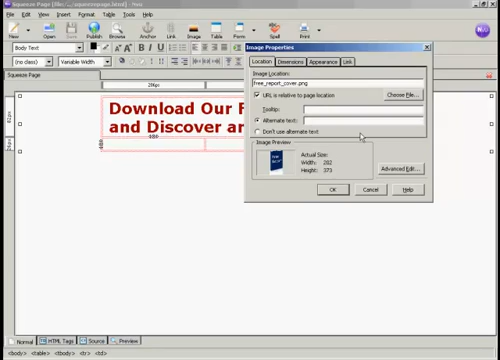 Squeeze Page [file:/.../squeezepage.html] - Nvu
File Edit View Insert Format Table Tools Help
New Open Save Publish Browse Anchor Link Image Table Form Spell Print
Body Text
(no class) Variable Width
Squeeze Page
Download Our F
and Discover an
Image Properties
Location Dimensions Appearance Link
Image Location:
free_report_cover.png
URL is relative to page location
Choose File...
Tooltip:
Alternate text:
Don't use alternate text
Image Preview
Actual Size:
Width: 282
Height: 373
Advanced Edit...
OK Cancel Help
Normal HTML Tags Source Preview
<body> <table> <tbody> <tr> <td>